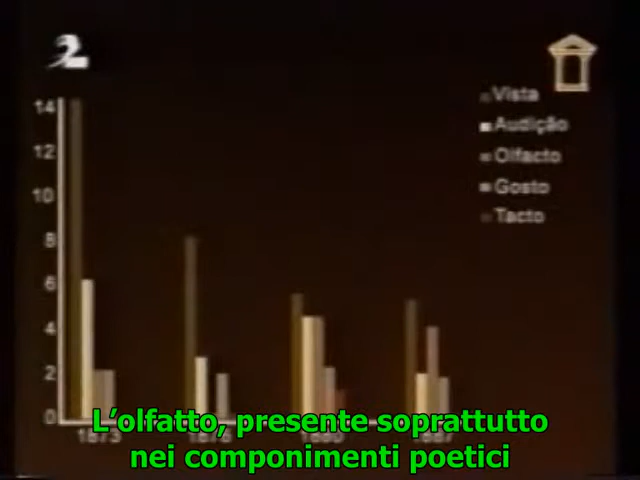 2
Vista
Audição
Olfacto
Gosto
Tacto
14
12
10
8
6
4
2
0
1873
L'olfatto, presente soprattutto
nei componimenti poetici